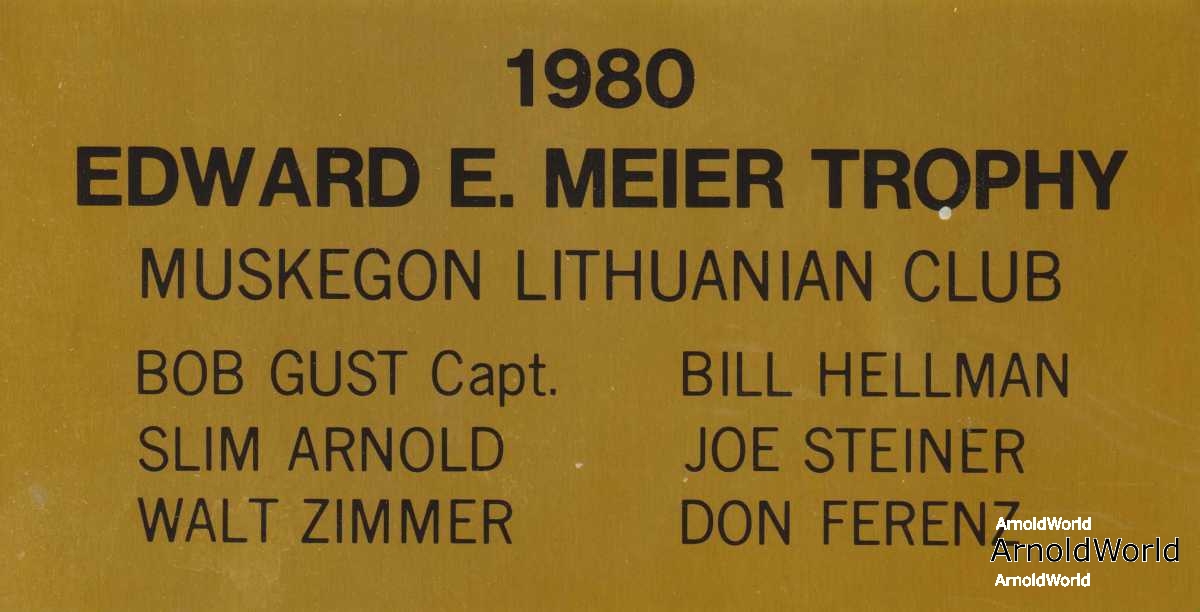 1980
EDWARD E. MEIER TROPHY
MUSKEGON LITHUANIAN CLUB
BOB GUST Capt. BILL HELLMAN
SLIM ARNOLD JOE STEINER
WALT ZIMMER DON FERENZ
ArnoldWorld
ArnoldWorld
ArnoldWorld